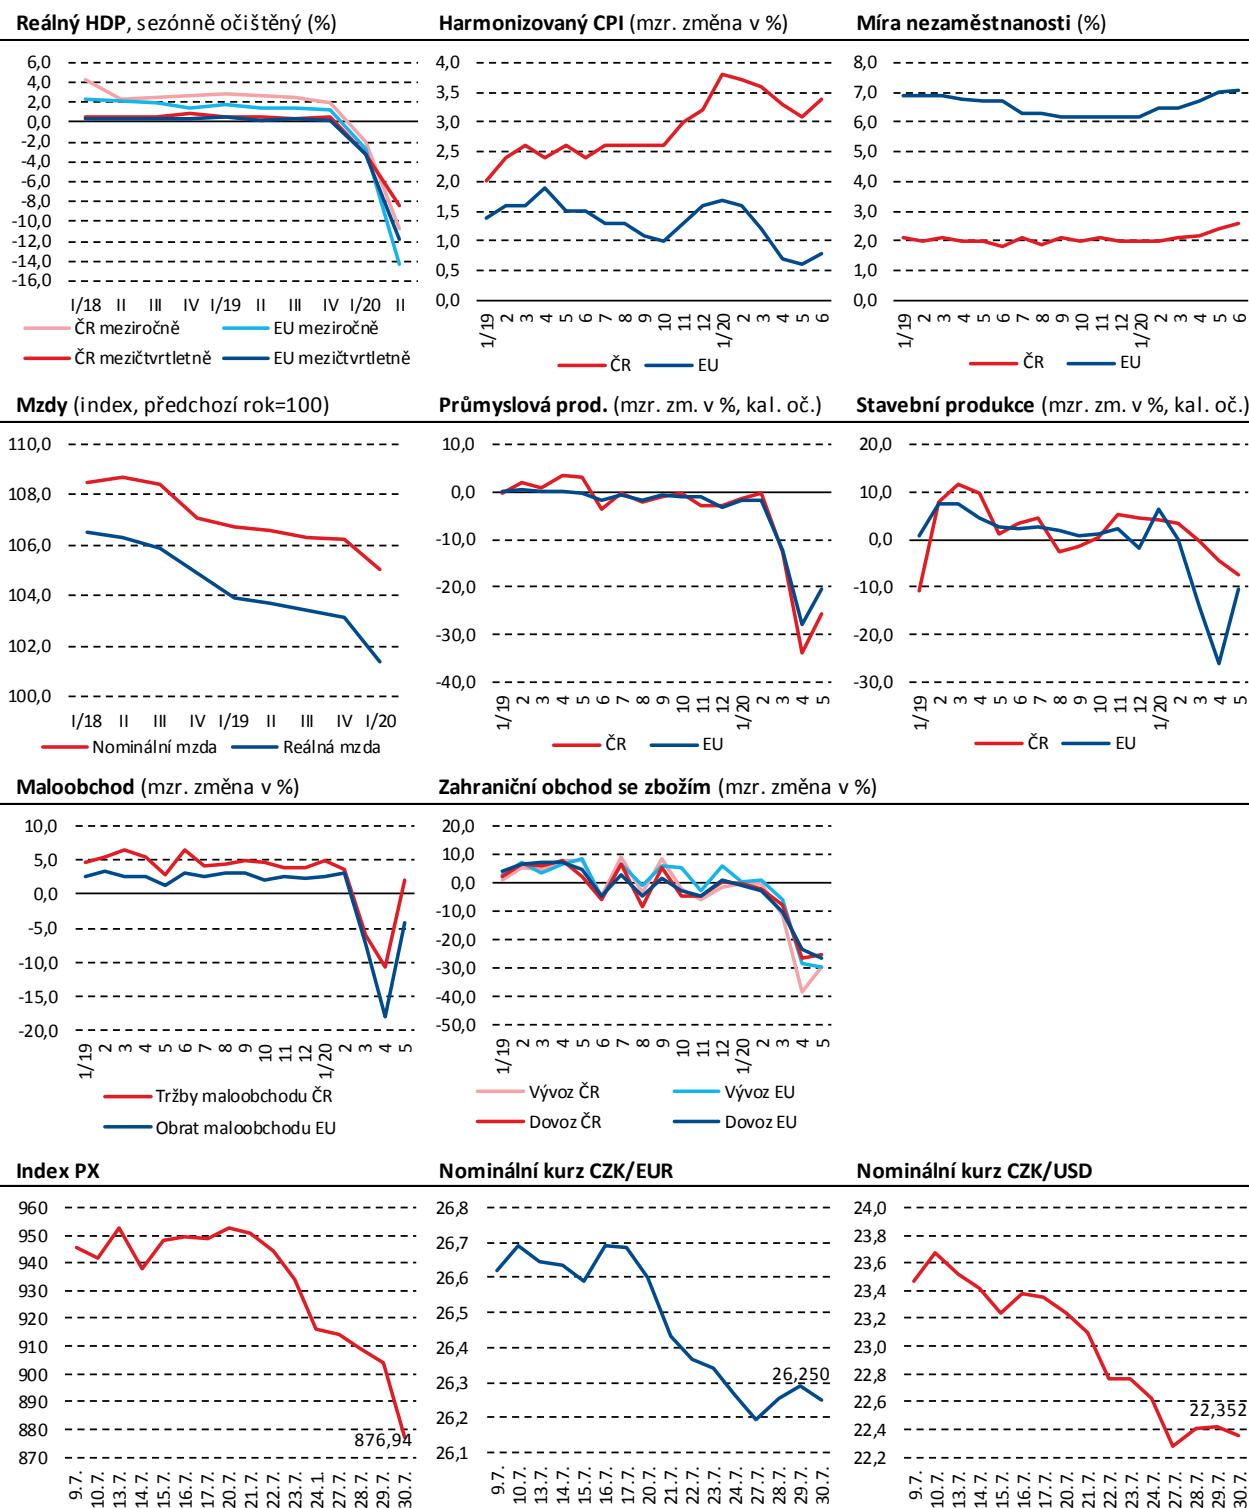 Reálný HDP, sezónně očištěný (%)
6,0
4,0
2,0
0,0
-2,0
-4,0
-6,0
-8,0
-10,0
-12,0
-14,0
-16,0
I/18 II III IV I/19 II III IV I/20 II
ČR meziročně EU meziročně
ČR mezičtvrtletně EU mezičtvrtletně
Harmonizovaný CPI (mzr. změna v %)
4,0
3,5
3,0
2,5
2,0
1,5
1,0
0,5
0,0
1/19 2 3 4 5 6 7 8 9 10 11 12 1/20 2 3 4 5 6
ČR EU
Míra nezaměstnanosti (%)
8,0
7,0
6,0
5,0
4,0
3,0
2,0
1,0
0,0
1/19 2 3 4 5 6 7 8 9 10 11 12 1/20 2 3 4 5 6
ČR EU
Mzdy (index, předchozí rok=100)
110,0
108,0
106,0
104,0
102,0
100,0
I/18 II III IV I/19 II III IV I/20
Nominální mzda Reálná mzda
Průmyslová prod. (mzr. zm. v %, kal. oč.)
10,0
0,0
-10,0
-20,0
-30,0
-40,0
1/19 2 3 4 5 6 7 8 9 10 11 12 1/20 2 3 4 5
ČR EU
Stavební produkce (mzr. zm. v %, kal. oč.)
20,0
10,0
0,0
-10,0
-20,0
-30,0
1/19 2 3 4 5 6 7 8 9 10 11 12 1/20 2 3 4 5
ČR EU
Maloobchod (mzr. změna v %)
10,0
5,0
0,0
-5,0
-10,0
-15,0
-20,0
1/19 2 3 4 5 6 7 8 9 10 11 12 1/20 2 3 4 5
Tržby maloobchodu ČR
Obrat maloobchodu EU
Zahraniční obchod se zbožím (mzr. změna v %)
20,0
10,0
0,0
-10,0
-20,0
-30,0
-40,0
-50,0
1/19 2 3 4 5 6 7 8 9 10 11 12 1/20 2 3 4 5
Vývoz ČR Vývoz EU
Dovoz ČR Dovoz EU
Index PX
960
950
940
930
920
910
900
890
880
870
876,94
9.7. 10.7. 13.7. 14.7. 15.7. 16.7. 17.7. 20.7. 21.7. 22.7. 23.7. 24.1. 27.7. 28.7. 29.7. 30.7.
Nominální kurz CZK/EUR
26,8
26,7
26,6
26,5
26,4
26,3
26,2
26,1
26,250
9.7. 10.7. 13.7. 14.7. 15.7. 16.7. 17.7. 20.7. 21.7. 22.7. 23.7. 24.7. 27.7. 28.7. 29.7. 30.7.
Nominální kurz CZK/USD
24,0
23,8
23,6
23,4
23,2
23,0
22,8
22,6
22,4
22,2
22,352
9.7. 10.7. 13.7. 14.7. 15.7. 16.7. 17.7. 20.7. 21.7. 22.7. 23.7. 24.7. 27.7. 28.7. 29.7. 30.7.